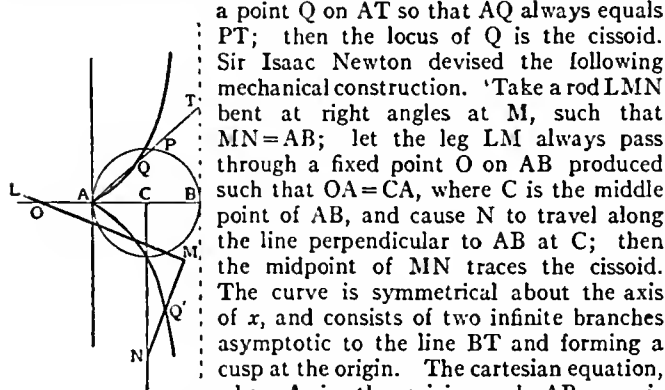 a point Q on AT so that AQ always equals
PT; then the locus of Q is the cissoid.
Sir Isaac Newton devised the following
mechanical construction. 'Take a rod LMN
bent at right angles at M, such that
MN=AB; let the leg LM always pass
through a fixed point O on AB produced
such that OA=CA, where C is the middle
point of AB, and cause N to travel along
the line perpendicular to AB at C; then
the midpoint of MN traces the cissoid.
The curve is symmetrical about the axis
of x, and consists of two infinite branches
asymptotic to the line BT and forming a
cusp at the origin. The cartesian equation,
T
P
Q
L
A
C
B
O
M
Q'
N